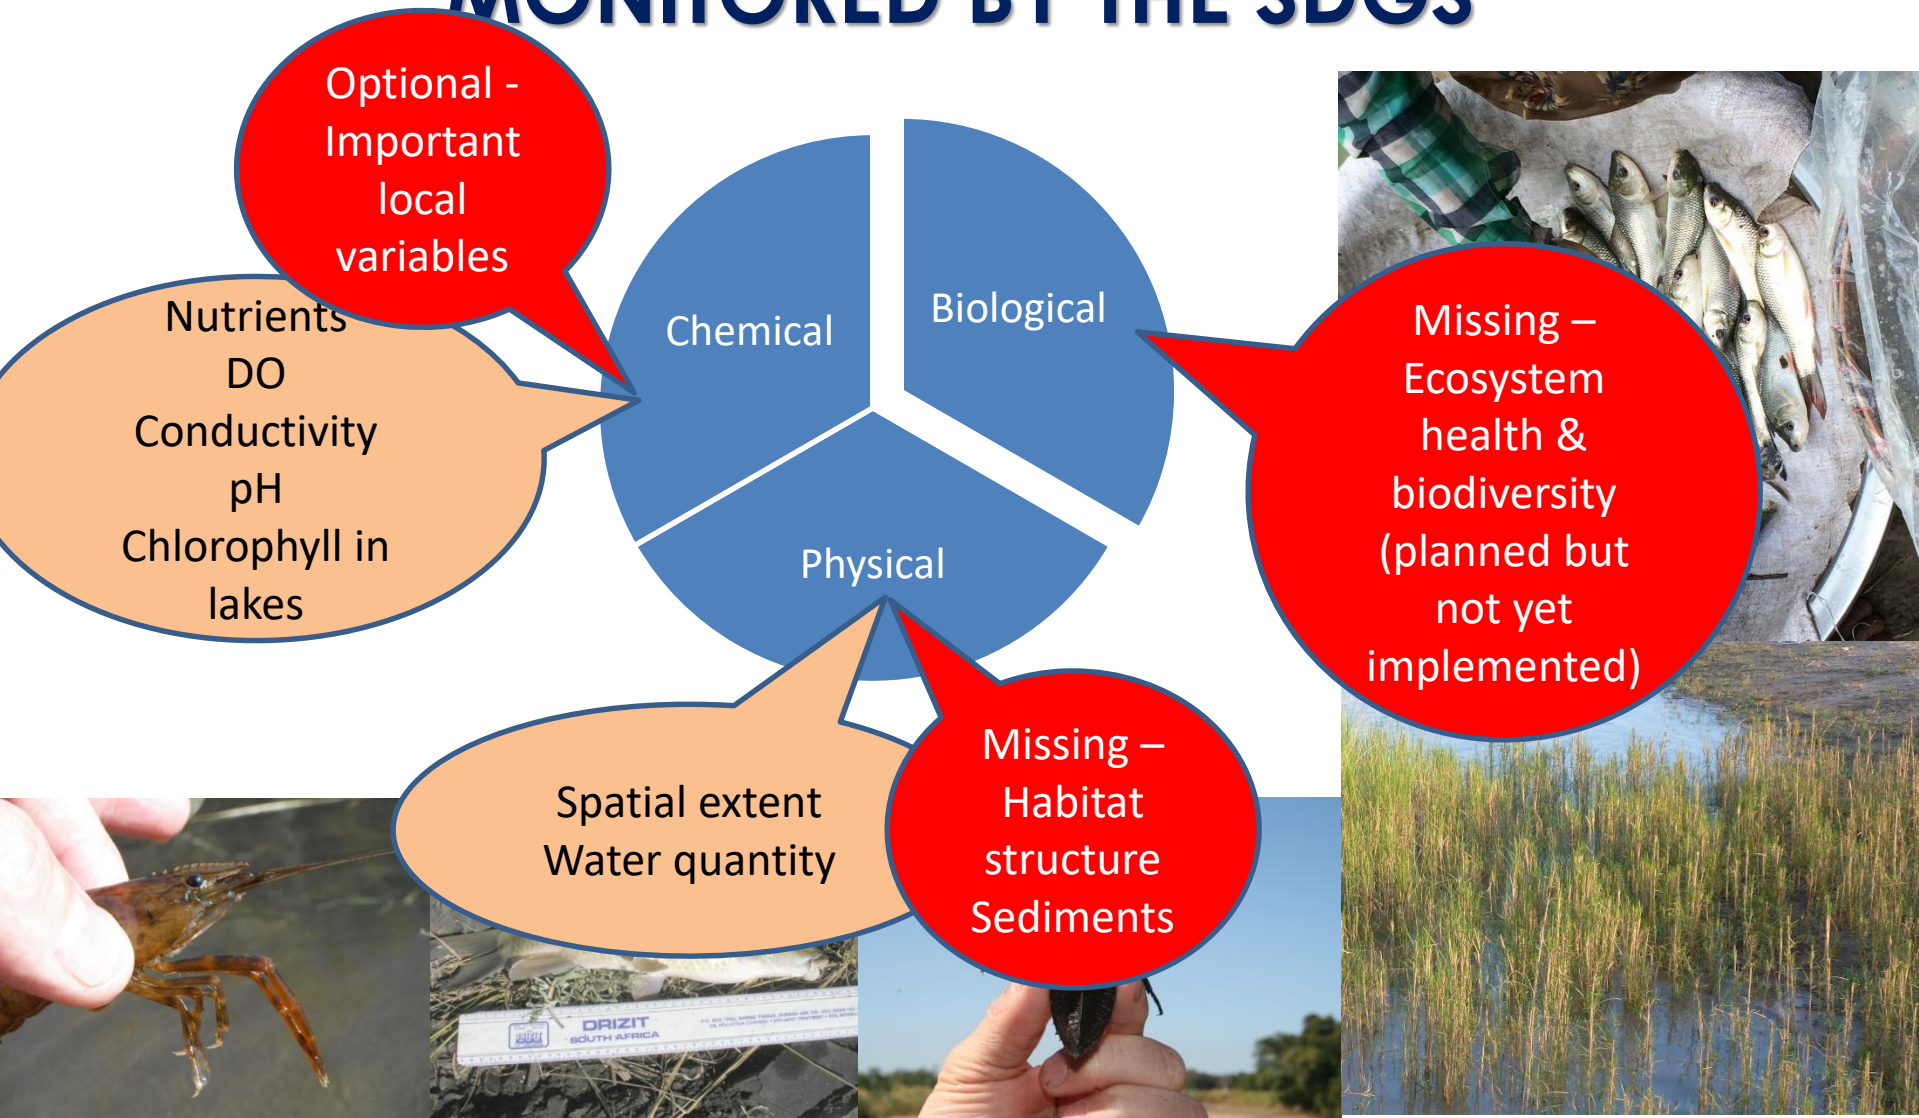 MONITORED BY THE SDGS
Optional -
Important
local
variables
Nutrients
DO
Conductivity
pH
Chlorophyll in
lakes
Chemical
Biological
Physical
Missing –
Ecosystem
health &
biodiversity
(planned but
not yet
implemented)
Spatial extent
Water quantity
Missing –
Habitat
structure
Sediments
DRIZIT
SOUTH AFRICA